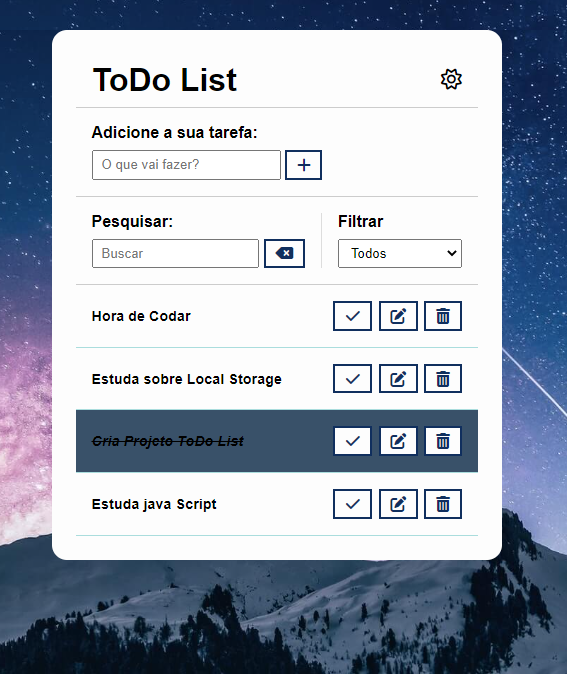 ToDo List
Adicione a sua tarefa:
O que vai fazer?
Pesquisar:
Filtrar
Buscar
Todos
Hora de Codar
Estuda sobre Local Storage
Cria Projeto ToDo List
Estuda java Script